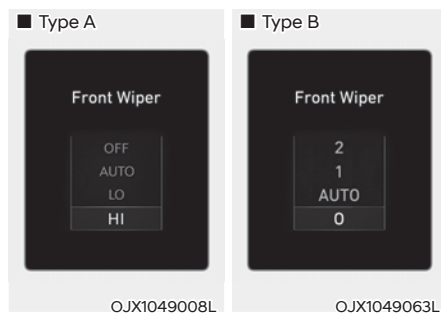 ■ Type A
Front Wiper
OFF
AUTO
LO
HI
OJX1049008L
■ Type B
Front Wiper
2
1
AUTO
0
OJX1049063L